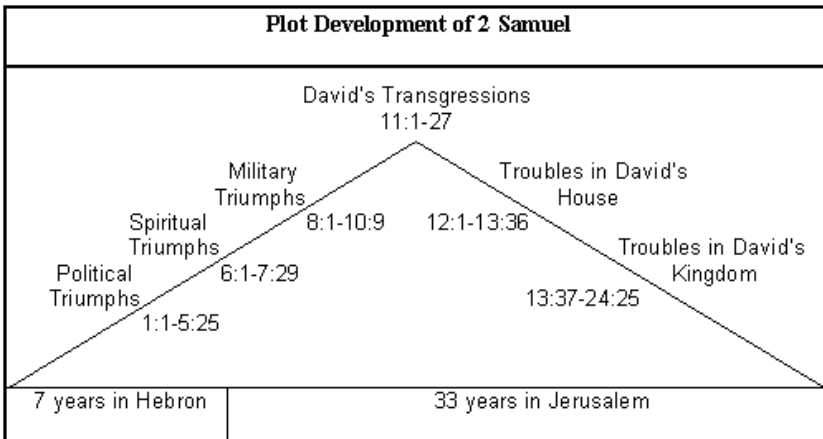 Plot Development of 2 Samuel
David's Transgressions
11:1-27
Military
Triumphs
8:1-10:9
Spiritual
Triumphs
6:1-7:29
Political
Triumphs
1:1-5:25
Troubles in David's
House
12:1-13:36
Troubles in David's
Kingdom
13:37-24:25
7 years in Hebron
33 years in Jerusalem